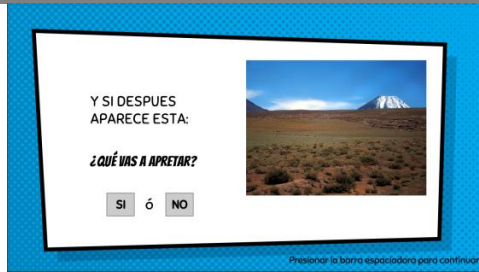 Y SI DESPUES
APARECE ESTA:
¿QUÉ VAS A APRETAR?
SI ó NO
Presionar la barra espaciadora para continuar